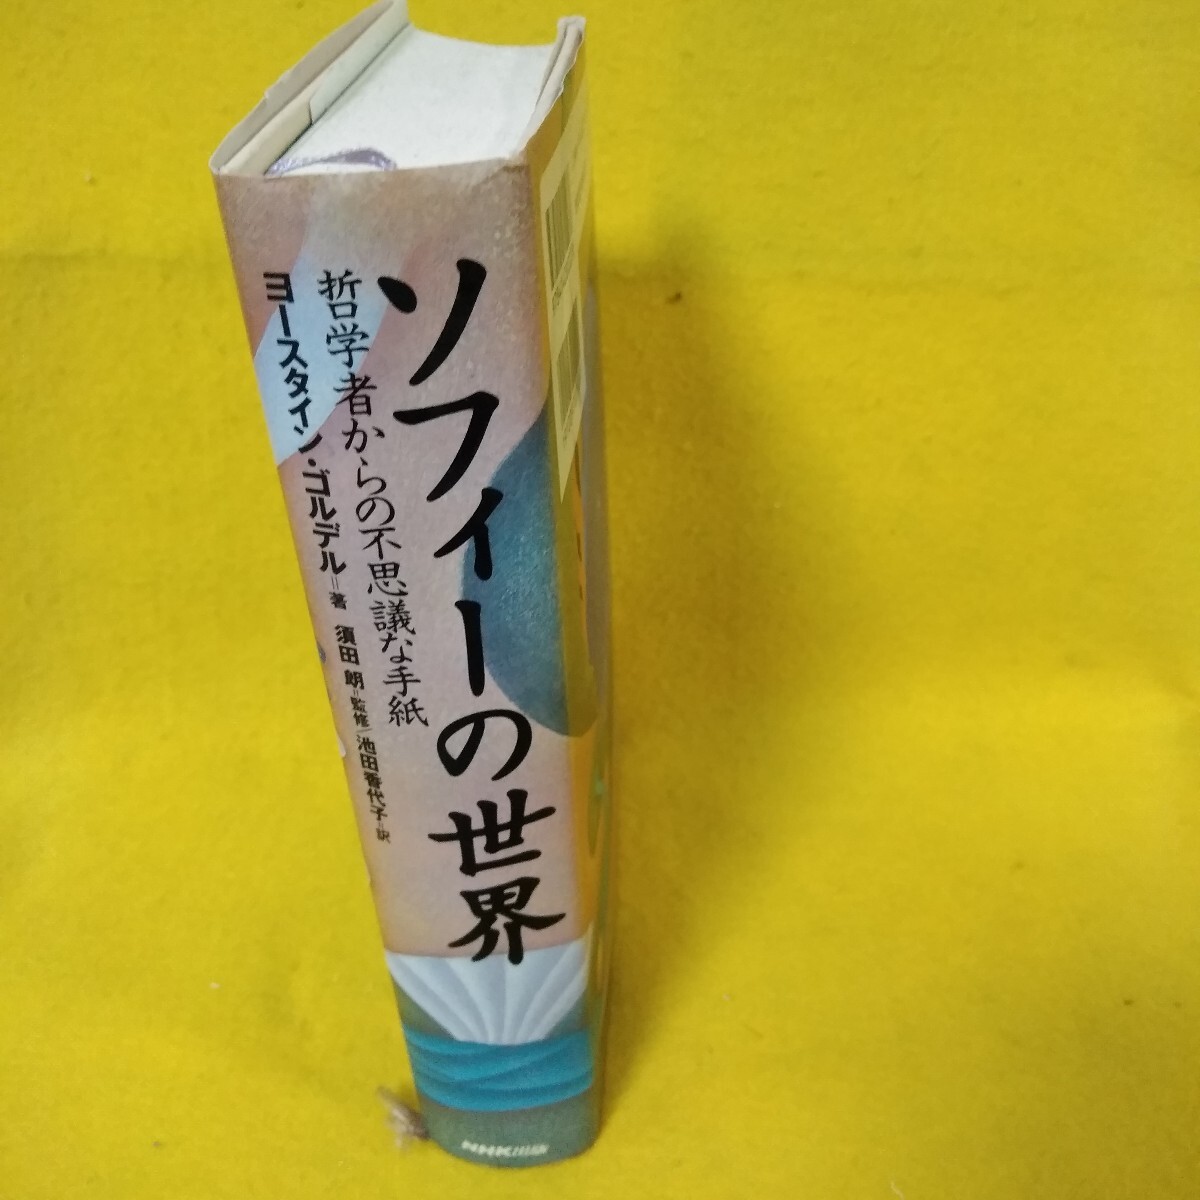 ソフィーの世界
哲学者からの不思議な手紙
ヨースタイン・ゴルデル=著 須田 朗=監修/池田香代子=訳
NHK出版